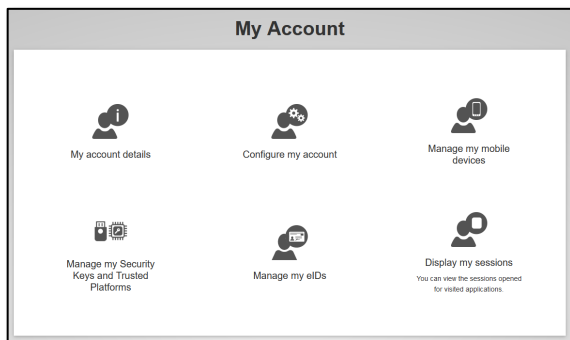 My Account
My account details
Configure my account
Manage my mobile
devices
Manage my Security
Keys and Trusted
Platforms
Manage my eIDs
Display my sessions
You can view the sessions opened
for visited applications